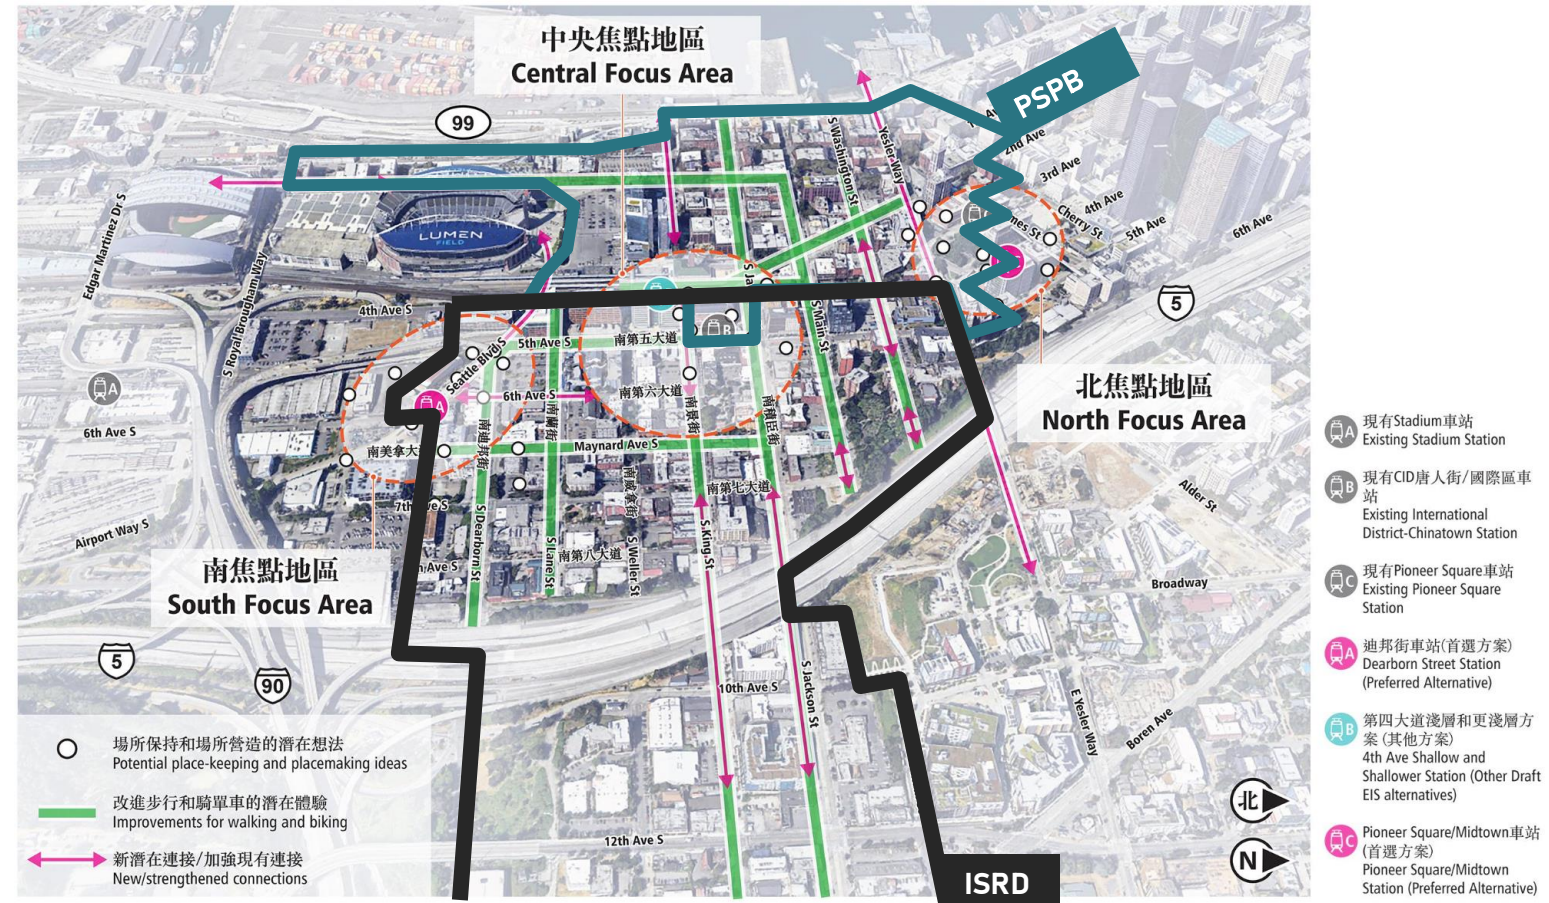 中央焦點地區
Central Focus Area
PSPB
99
2nd Ave
3rd Ave
4th Ave
Cherry St
5th Ave
6th Ave
S Washington St
Yesler Way
Edgar Martinez Dr S
S Royal Brougham Way
LUMEN
FIELD
5
4th Ave S
S Main St
Seattle Blvd S
5th Ave S
南第五大道
B
A
6th Ave S
南第六大道
A
6th Ave S
北焦點地區
North Focus Area
南迪邦街
南蘭街
南景街
南積臣街
Maynard Ave S
南威拿街
南第七大道
Alder St
Airport Way S
S Dearborn St
S Lane St
南第八大道
S Weller St
S King St
南焦點地區
South Focus Area
Broadway
5
90
10th Ave S
S Jackson St
E Yesler Way
Boren Ave
12th Ave S
場所保持和場所營造的潛在想法
Potential place-keeping and placemaking ideas
改進步行和騎單車的潛在體驗
Improvements for walking and biking
新潛在連接/加強現有連接
New/strengthened connections
北
N
ISRD
A
現有Stadium車站
Existing Stadium Station
B
現有CID唐人街/國際區車
站
Existing International
District-Chinatown Station
C
現有Pioneer Square車站
Existing Pioneer Square
Station
A
迪邦街車站(首選方案)
Dearborn Street Station
(Preferred Alternative)
B
第四大道淺層和更淺層方
案 (其他方案)
4th Ave Shallow and
Shallower Station (Other Draft
EIS alternatives)
C
Pioneer Square/Midtown車站
(首選方案)
Pioneer Square/Midtown
Station (Preferred Alternative)